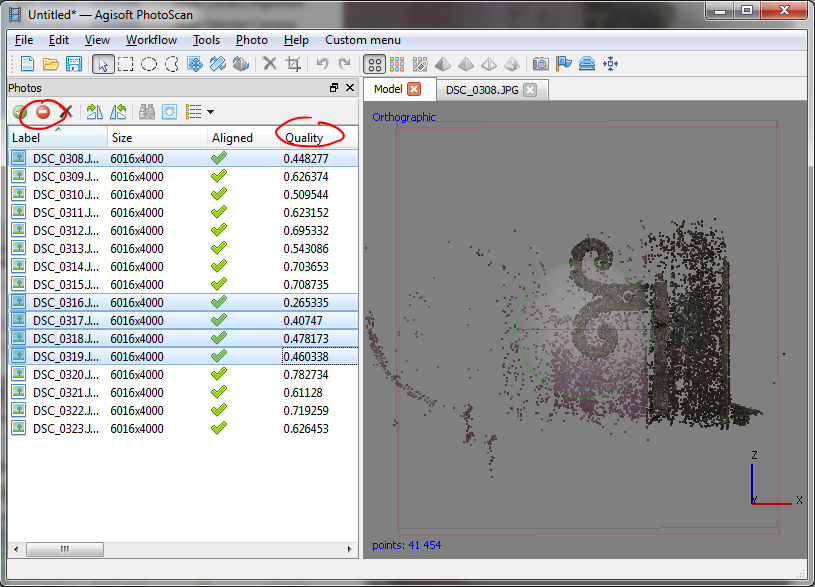 Untitled* — Agisoft PhotoScan
File Edit View Workflow Tools Photo Help Custom menu
Photos
Model DSC_0308.JPG
Label Size Aligned Quality
DSC_0308.J... 6016x4000 0.448277
DSC_0309.J... 6016x4000 0.626374
DSC_0310.J... 6016x4000 0.509544
DSC_0311.J... 6016x4000 0.623152
DSC_0312.J... 6016x4000 0.695332
DSC_0313.J... 6016x4000 0.543086
DSC_0314.J... 6016x4000 0.703653
DSC_0315.J... 6016x4000 0.708735
DSC_0316.J... 6016x4000 0.265335
DSC_0317.J... 6016x4000 0.40747
DSC_0318.J... 6016x4000 0.478173
DSC_0319.J... 6016x4000 0.460338
DSC_0320.J... 6016x4000 0.782734
DSC_0321.J... 6016x4000 0.61128
DSC_0322.J... 6016x4000 0.719259
DSC_0323.J... 6016x4000 0.626453
Orthographic
Z
Y X
points: 41 454